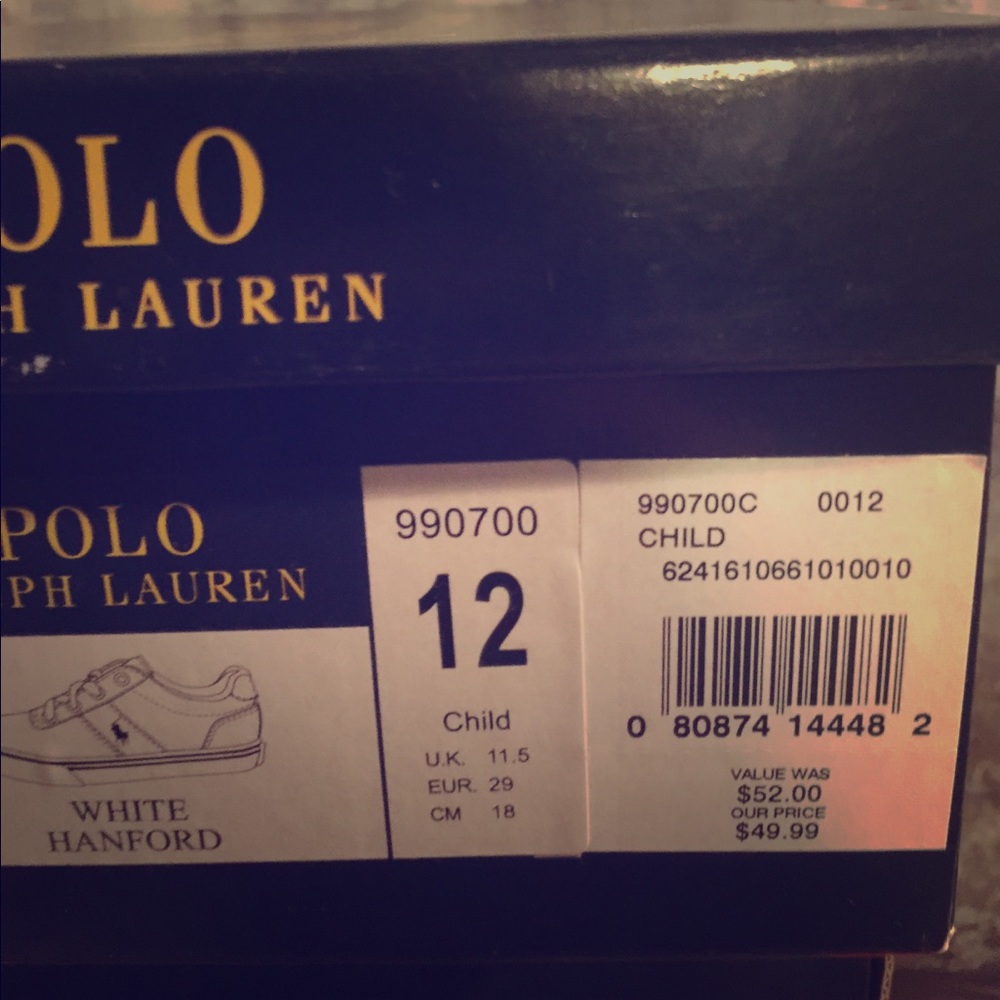 OLO
H LAUREN
POLO
PH LAUREN
WHITE
HANFORD
990700
12
Child
U.K. 11.5
EUR. 29
CM 18
990700C 0012
CHILD
6241610661010010
0 80874 14448 2
VALUE WAS
$52.00
OUR PRICE
$49.99